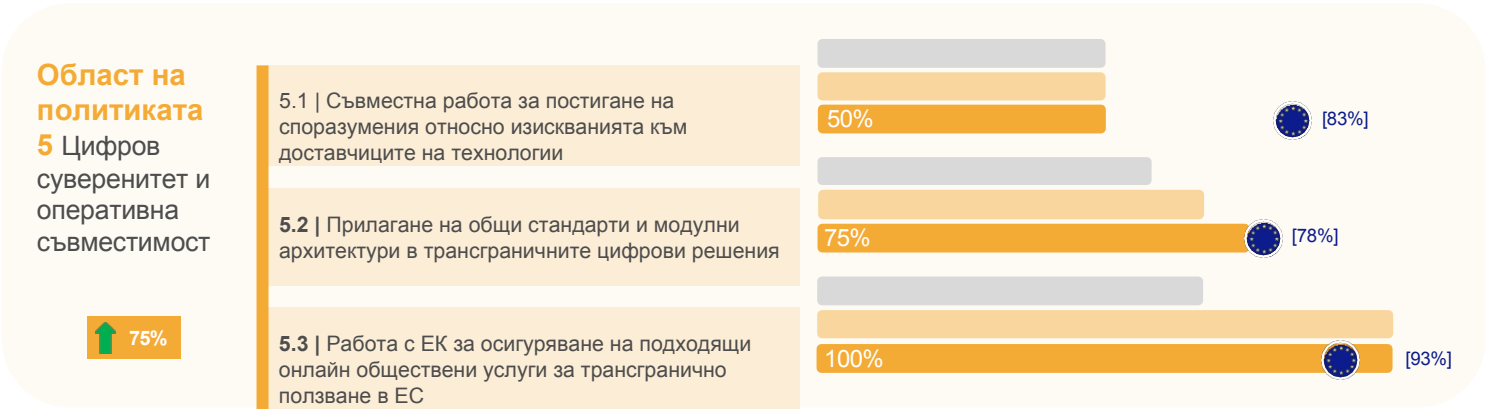 Област на
политиката
5 Цифров
суверенитет и
оперативна
съвместимост
75%
5.1 | Съвместна работа за постигане на
споразумения относно изискванията към
доставчиците на технологии
50%
[83%]
5.2 | Прилагане на общи стандарти и модулни
архитектури в трансграничните цифрови решения
75%
[78%]
5.3 | Работа с ЕК за осигуряване на подходящи
онлайн обществени услуги за трансгранично
ползване в ЕС
100%
[93%]